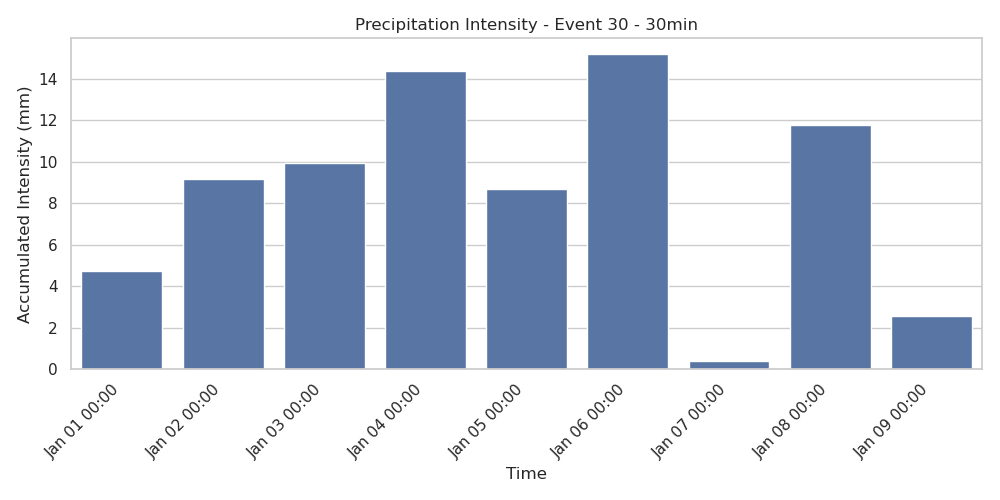 Precipitation Intensity - Event 30 - 30min
Accumulated Intensity (mm)
14
12
10
8
6
4
2
0
Jan 01 00:00
Jan 02 00:00
Jan 03 00:00
Jan 04 00:00
Jan 05 00:00
Jan 06 00:00
Jan 07 00:00
Jan 08 00:00
Jan 09 00:00
Time